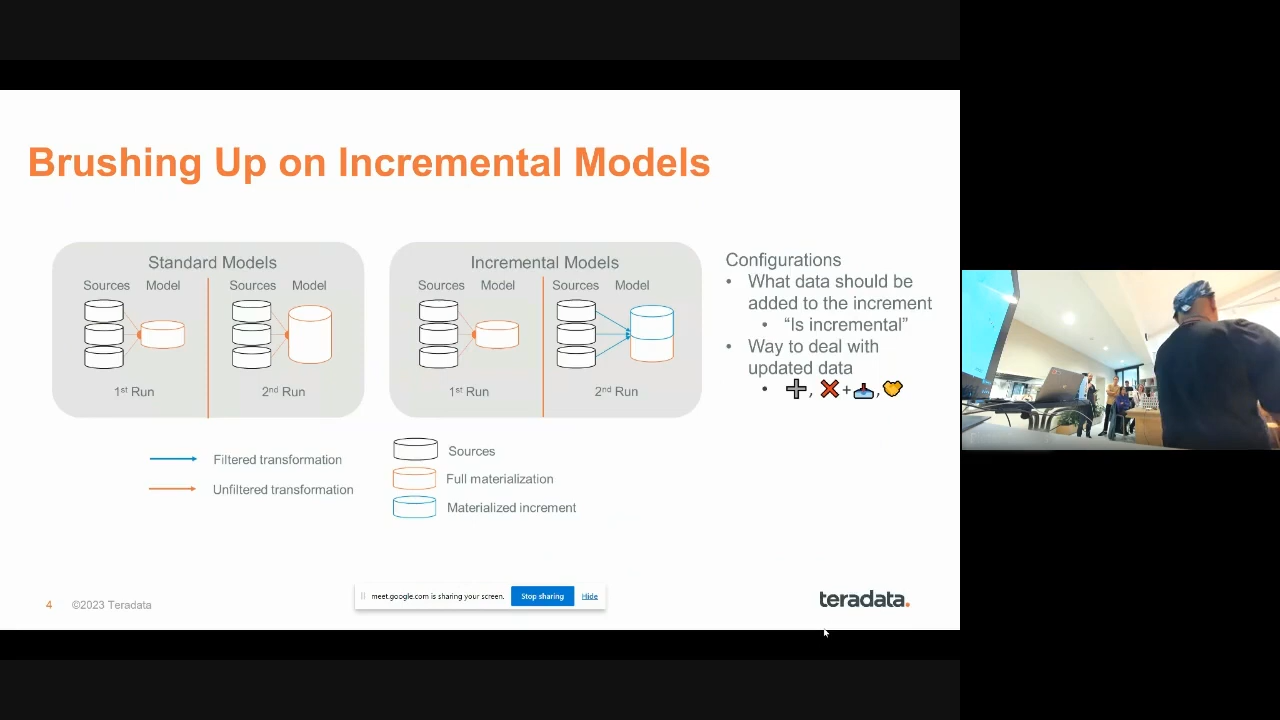 Brushing Up on Incremental Models
Standard Models
Sources Model
Sources Model
1st Run
2nd Run
Incremental Models
Sources Model
Sources Model
1st Run
2nd Run
Configurations
• What data should be
added to the increment
• “Is incremental”
• Way to deal with
updated data
Filtered transformation
Unfiltered transformation
Sources
Full materialization
Materialized increment
meet.google.com is sharing your screen. Stop sharing Hide
4 ©2023 Teradata
teradata.